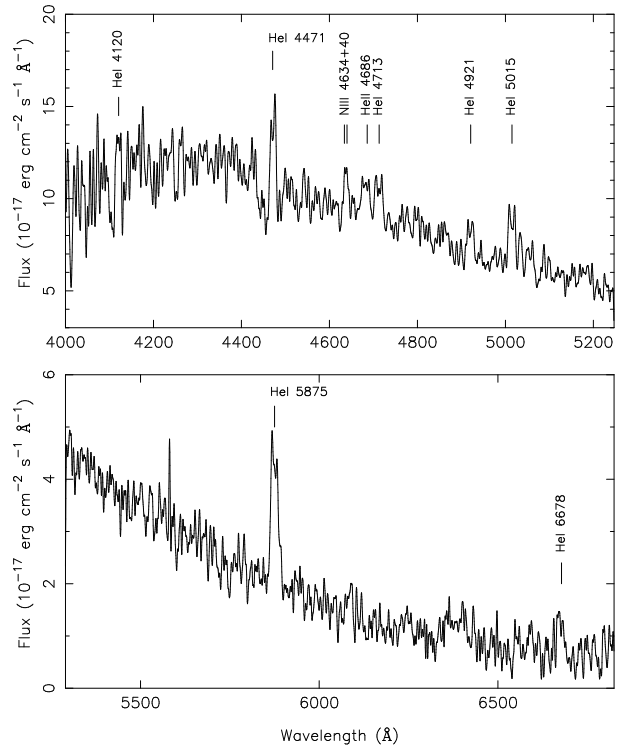 20
15
10
5
Flux (10⁻¹⁷ erg cm⁻² s⁻¹ Å⁻¹)
HeI 4120
HeI 4471
NIII 4634+40
HeII 4686
HeI 4713
HeI 4921
HeI 5015
4000 4200 4400 4600 4800 5000 5200
6
4
2
0
Flux (10⁻¹⁷ erg cm⁻² s⁻¹ Å⁻¹)
HeI 5875
HeI 6678
5500 6000 6500
Wavelength (Å)